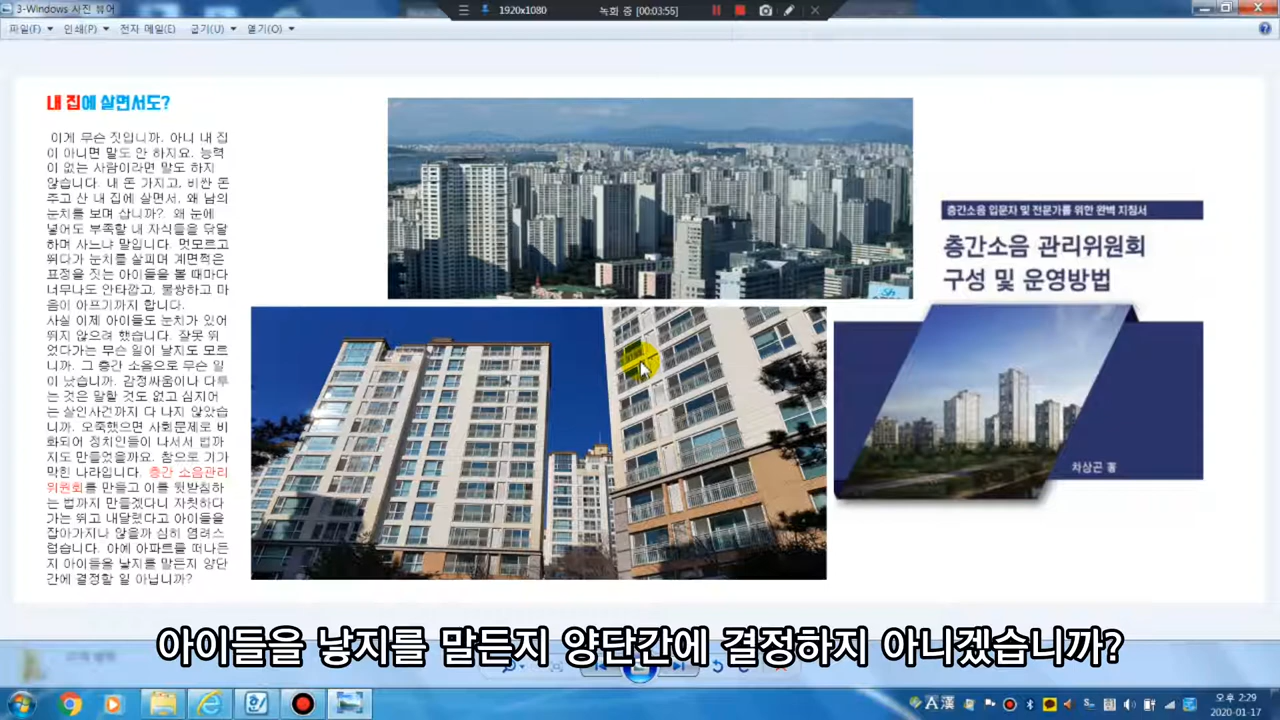 3-Windows 사진 뷰어
1920x1080
녹화 중 [00:03:55]
파일(F)
인쇄(P)
전자 메일(E)
굽기(U)
열기(O)
내 집에 살면서도?
이게 무슨 짓입니까. 아니 내 집
이 아니면 말도 안 하지요. 능력
이 없는 사람이라면 말도 하지
않습니다. 내 돈 가지고, 비싼 돈
주고 산 내 집에 살면서, 왜 남의
눈치를 보며 삽니까? 왜 눈에
넣어도 부족할 내 자식들을 닦달
하며 사느냐 말입니다. 멋모르고
뛰다가 눈치를 살피며 계면쩍은
표정을 짓는 아이들을 볼 때마다
너무나도 안타깝고, 불쌍하고 마
음이 아프기까지 합니다.
사실 이제 아이들도 눈치가 있어
뛰지 않으려 했습니다. 잘못 뛰
었다가는 무슨 일이 날지도 모르
니까. 그 층간 소음으로 무슨 일
이 났습니까. 감정싸움이나 다투
는 것은 말할 것도 없고 심지어
는 살인사건까지 다 나지 않았습
니까. 오죽했으면 사회문제로 비
화되어 정치인들이 나서서 법까
지도 만들었을까요. 참으로 기가
막힌 나라입니다. 층간 소음관리
위원회를 만들고 이를 뒷받침하
는 법까지 만들겠다니 자칫하다
가는 뛰고 내달렸다고 아이들을
잡아가지나 않을까 심히 염려스
럽습니다. 아예 아파트를 떠나든
지 아이들을 낳지를 말든지 양단
간에 결정할 일 아닙니까?
층간소음 입문자 및 전문가를 위한 완벽 지침서
층간소음 관리위원회
구성 및 운영방법
차상곤 著
아이들을 낳지를 말든지 양단간에 결정하지 아니겠습니까?
A 漢
오후 2:29
2020-01-17